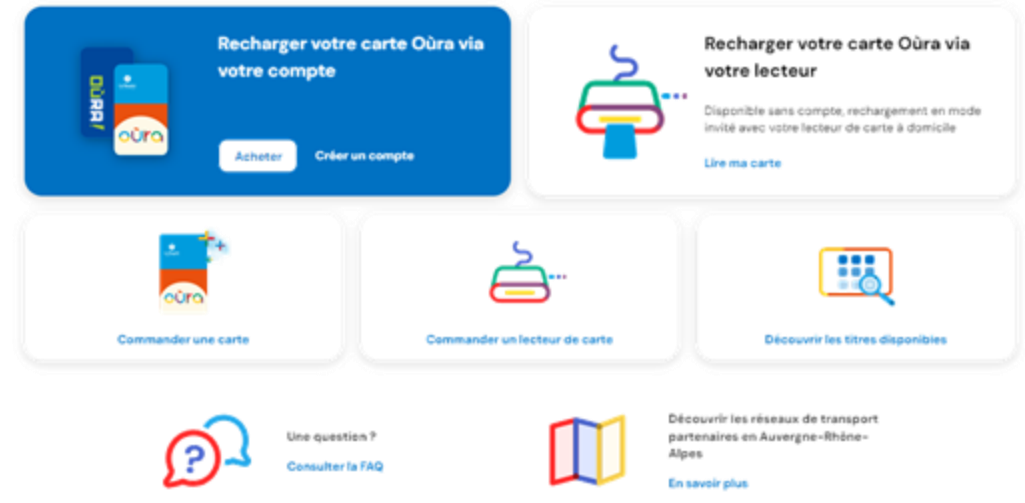 Recharger votre carte Oùra via
votre compte
OÙRA!
oùra
Acheter
Créer un compte
Recharger votre carte Oùra via
votre lecteur
Disponible sans compte, rechargement en mode
invité avec votre lecteur de carte à domicile
Lire ma carte
oùra
Commander une carte
Commander un lecteur de carte
Découvrir les titres disponibles
?
Une question ?
Consulter la FAQ
Découvrir les réseaux de transport
partenaires en Auvergne-Rhône-
Alpes
En savoir plus